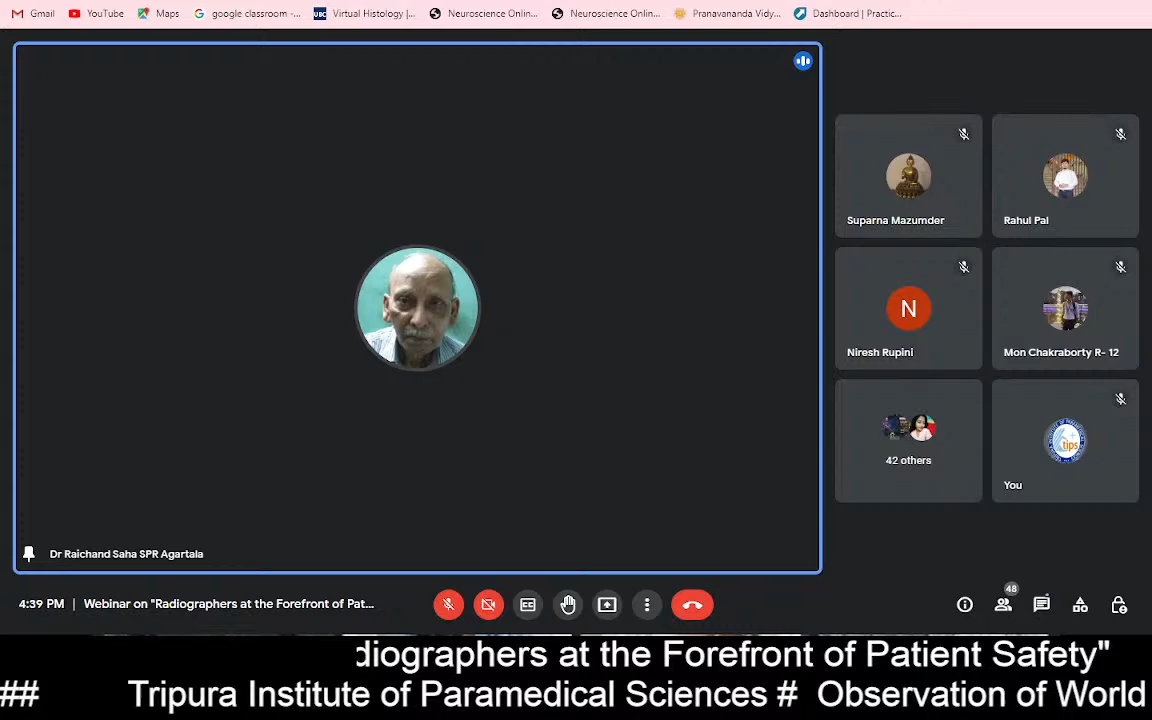 Gmail
YouTube
Maps
google classroom -...
UBC Virtual Histology |...
Neuroscience Onlin...
Neuroscience Onlin...
Pranavananda Vidy...
Dashboard | Practic...
Suparna Mazumder
Rahul Pal
N
Niresh Rupini
Mon Chakraborty R- 12
42 others
tips
You
Dr Raichand Saha SPR Agartala
4:39 PM | Webinar on "Radiographers at the Forefront of Pat...
48
diographers at the Forefront of Patient Safety"
## Tripura Institute of Paramedical Sciences # Observation of World